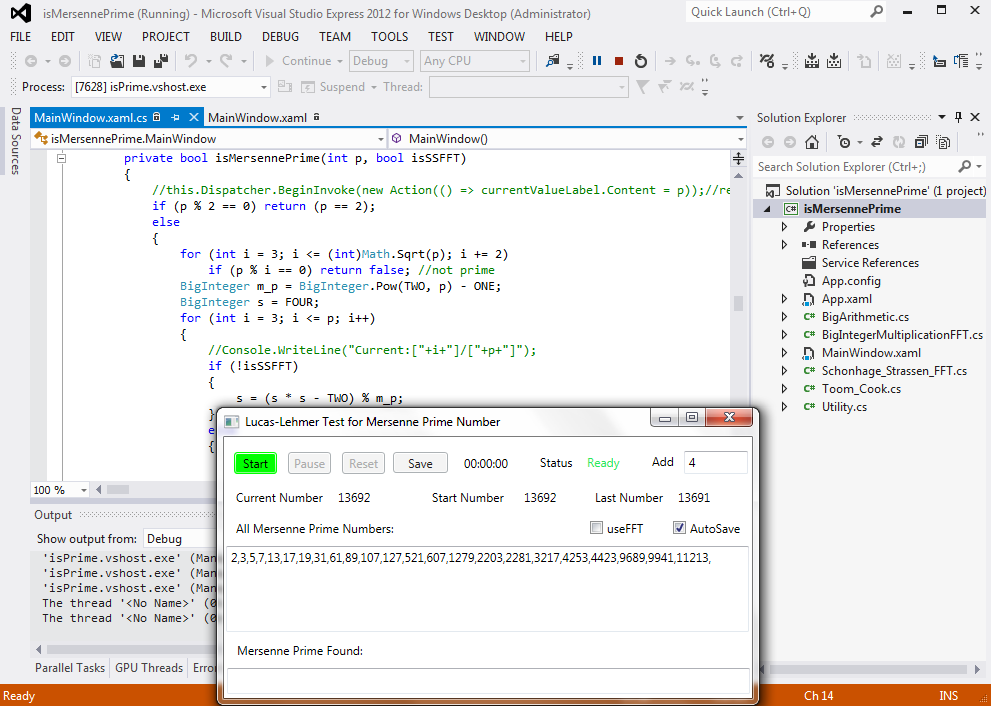 isMersennePrime (Running) - Microsoft Visual Studio Express 2012 for Windows Desktop (Administrator)
Quick Launch (Ctrl+Q)
FILE EDIT VIEW PROJECT BUILD DEBUG TEAM TOOLS TEST WINDOW HELP
Continue Debug Any CPU
Process: [7628] isPrime.vshost.exe Suspend Thread:
Data Sources
MainWindow.xaml.cs MainWindow.xaml
isMersennePrime.MainWindow MainWindow()
private bool isMersennePrime(int p, bool isSSFFT)
{
//this.Dispatcher.BeginInvoke(new Action(() => currentValueLabel.Content = p));//re
if (p % 2 == 0) return (p == 2);
else
{
for (int i = 3; i <= (int)Math.Sqrt(p); i += 2)
if (p % i == 0) return false; //not prime
BigInteger m_p = BigInteger.Pow(TWO, p) - ONE;
BigInteger s = FOUR;
for (int i = 3; i <= p; i++)
{
//Console.WriteLine("Current:["+i+"]/["+p+"]");
if (!isSSFFT)
{
s = (s * s - TWO) % m_p;
}
e
{
100 %
Output
Show output from: Debug
'isPrime.vshost.exe' (Man
'isPrime.vshost.exe' (Man
'isPrime.vshost.exe' (Man
The thread '<No Name>' (0
The thread '<No Name>' (0
Parallel Tasks GPU Threads Erro
Ready Ch 14 INS
Solution Explorer
Search Solution Explorer (Ctrl+;)
Solution 'isMersennePrime' (1 project)
isMersennePrime
Properties
References
Service References
App.config
App.xaml
BigArithmetic.cs
BigIntegerMultiplicationFFT.cs
MainWindow.xaml
Schonhage_Strassen_FFT.cs
Toom_Cook.cs
Utility.cs
Lucas-Lehmer Test for Mersenne Prime Number
Start Pause Reset Save 00:00:00 Status Ready Add 4
Current Number 13692 Start Number 13692 Last Number 13691
All Mersenne Prime Numbers: useFFT AutoSave
2,3,5,7,13,17,19,31,61,89,107,127,521,607,1279,2203,2281,3217,4253,4423,9689,9941,11213,
Mersenne Prime Found: